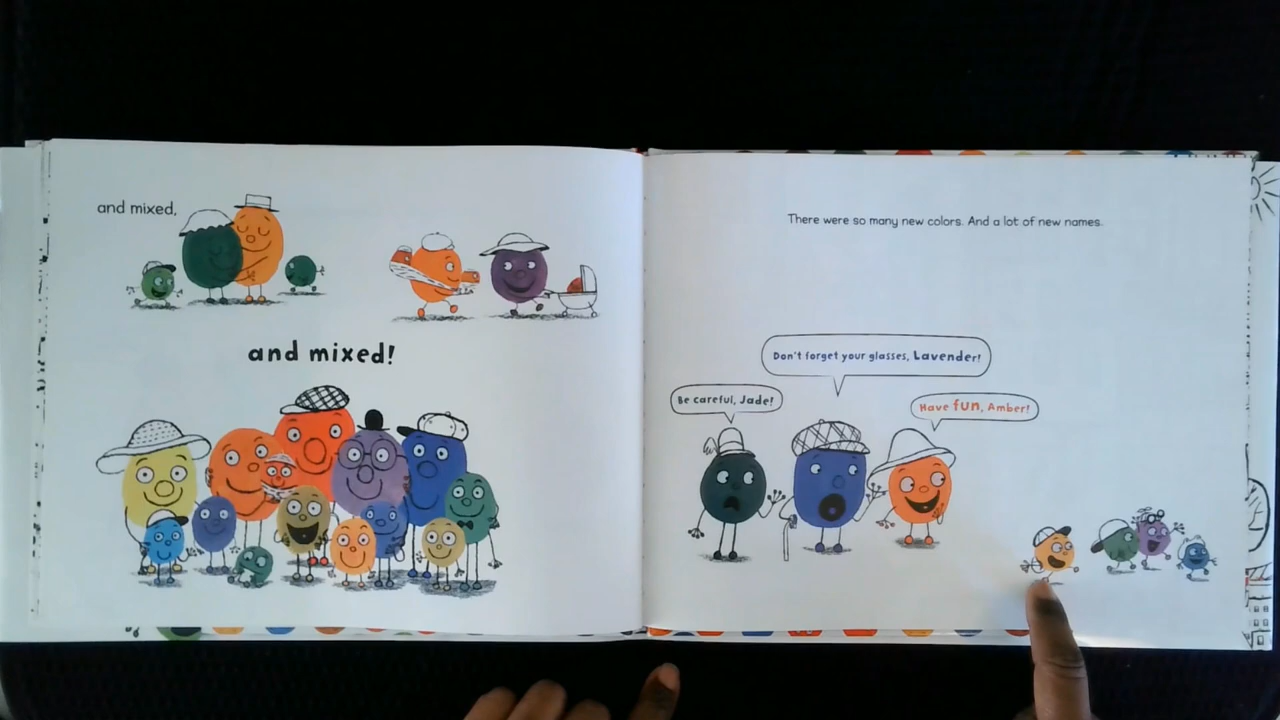 and mixed,
and mixed!
There were so many new colors. And a lot of new names.
Don't forget your glasses, Lavender!
Be careful, Jade!
Have fun, Amber!